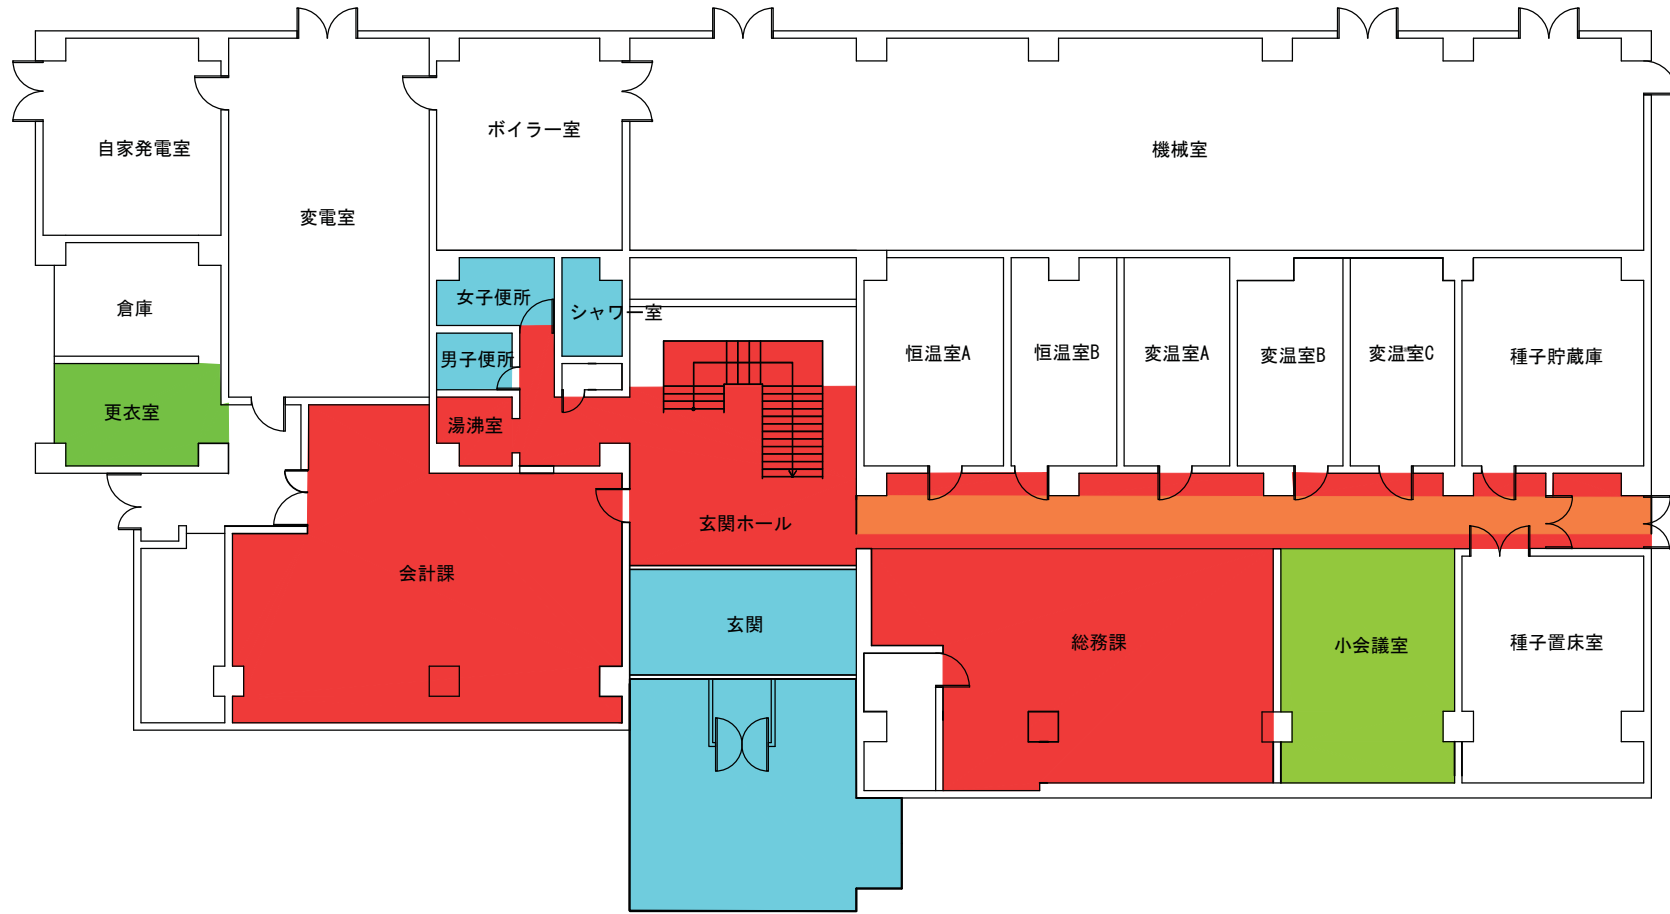 ボイラー室
自家発電室
機械室
変電室
女子便所
倉庫
シャワー室
男子便所
恒温室A
恒温室B
変温室A
変温室B
変温室C
種子貯蔵庫
更衣室
湯沸室
玄関ホール
会計課
玄関
総務課
小会議室
種子置床室